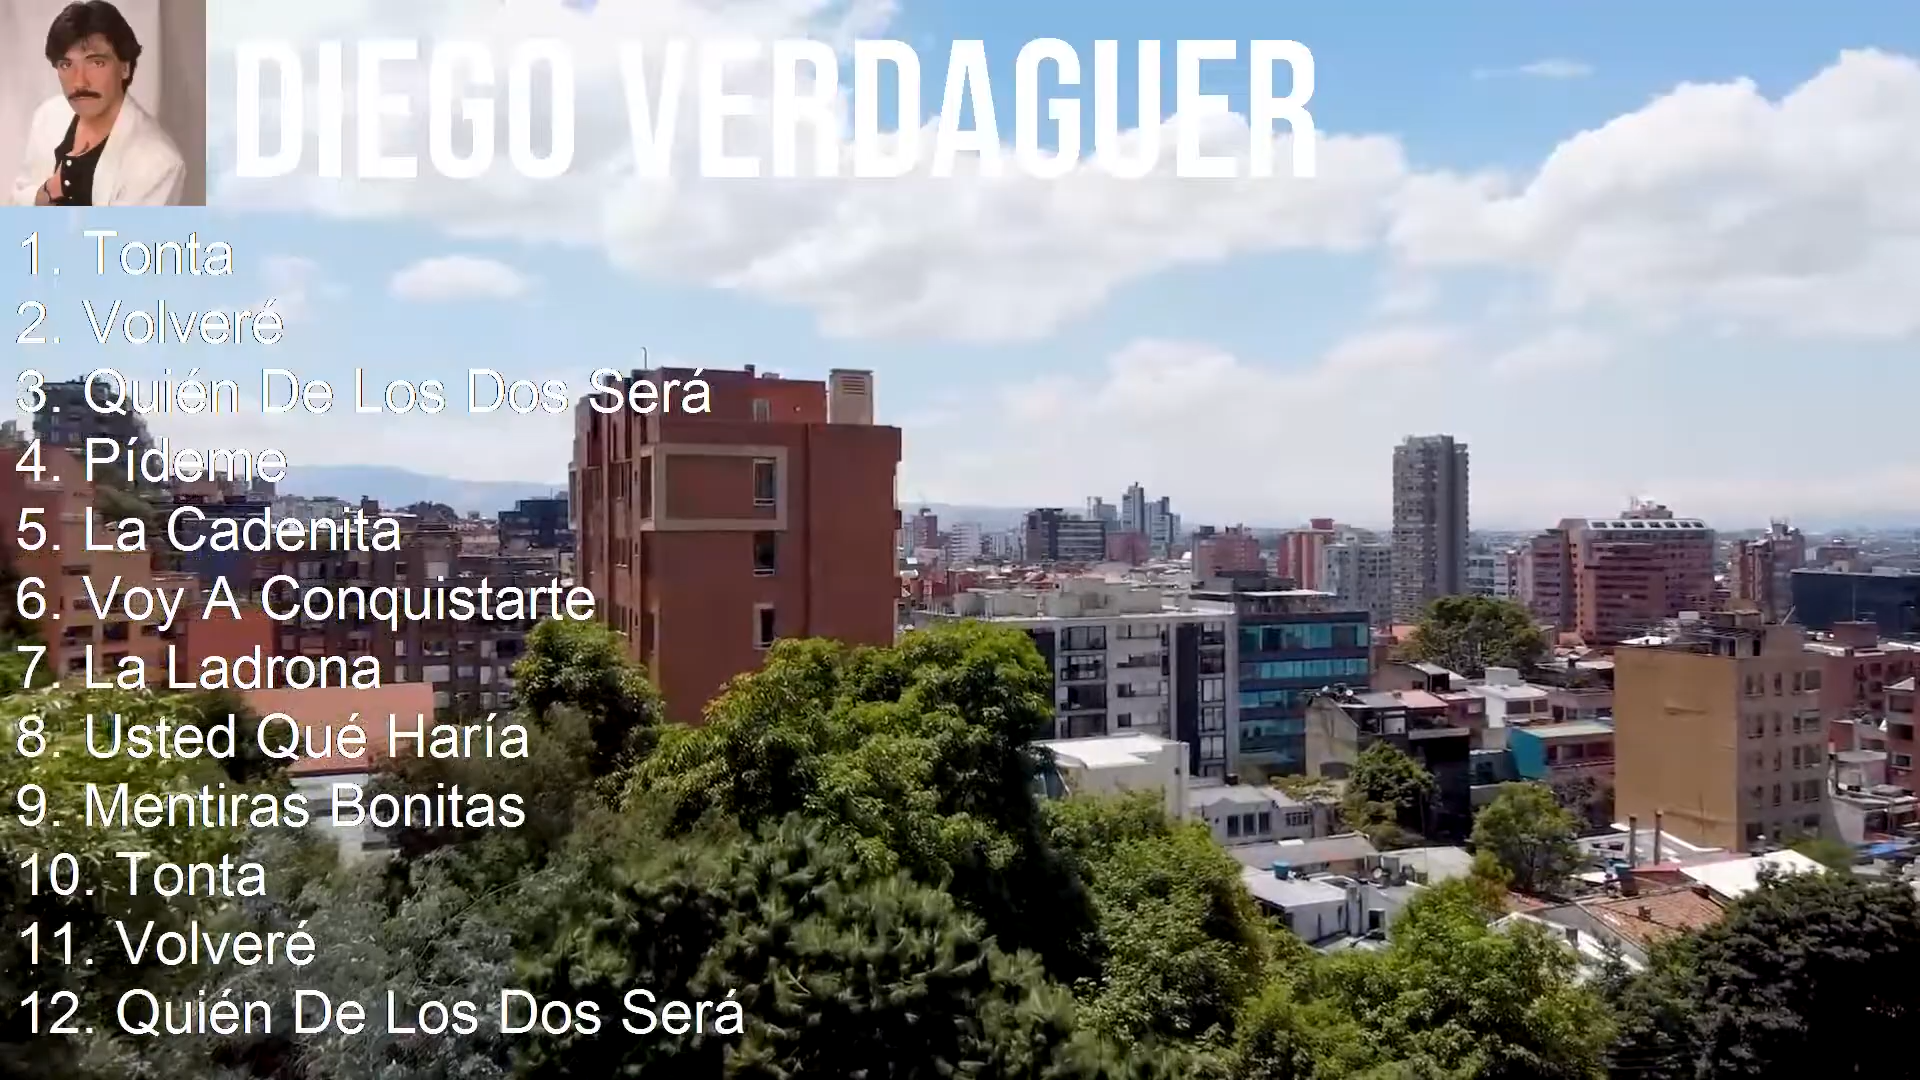 DIEGO VERDAGUER
1. Tonta
2. Volveré
3. Quién De Los Dos Será
4. Pídeme
5. La Cadenita
6. Voy A Conquistarte
7. La Ladrona
8. Usted Qué Haría
9. Mentiras Bonitas
10. Tonta
11. Volveré
12. Quién De Los Dos Será